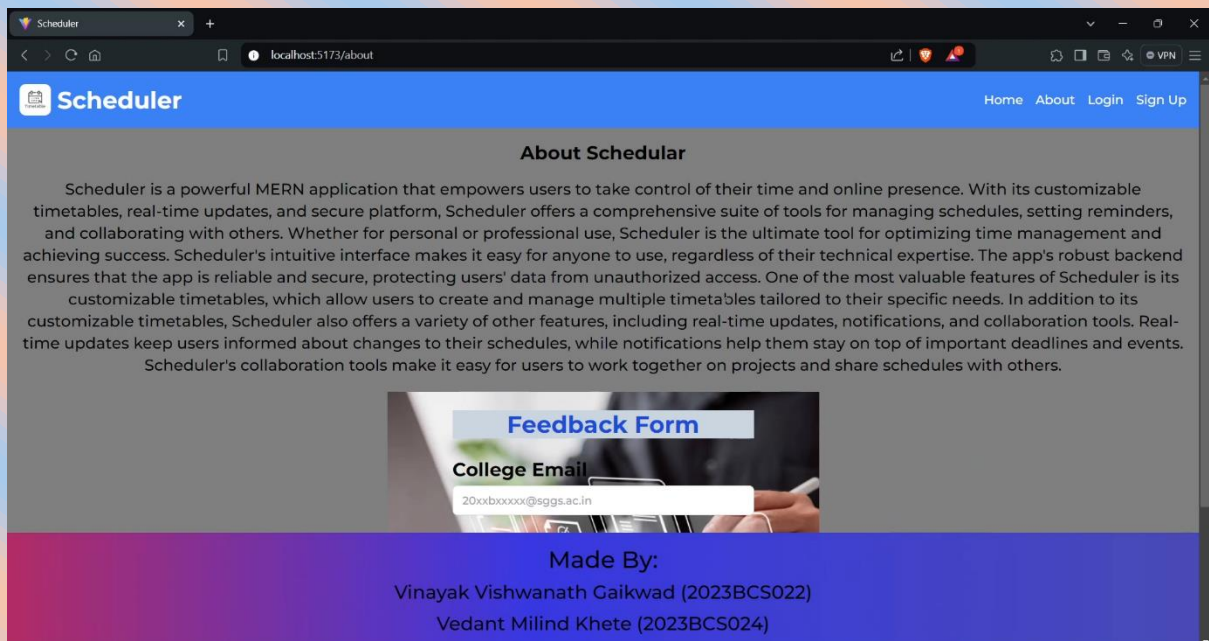 Scheduler
localhost:5173/about
VPN
Timetable
Scheduler
Home About Login Sign Up
About Schedular
Scheduler is a powerful MERN application that empowers users to take control of their time and online presence. With its customizable
timetables, real-time updates, and secure platform, Scheduler offers a comprehensive suite of tools for managing schedules, setting reminders,
and collaborating with others. Whether for personal or professional use, Scheduler is the ultimate tool for optimizing time management and
achieving success. Scheduler's intuitive interface makes it easy for anyone to use, regardless of their technical expertise. The app's robust backend
ensures that the app is reliable and secure, protecting users' data from unauthorized access. One of the most valuable features of Scheduler is its
customizable timetables, which allow users to create and manage multiple timetables tailored to their specific needs. In addition to its
customizable timetables, Scheduler also offers a variety of other features, including real-time updates, notifications, and collaboration tools. Real-
time updates keep users informed about changes to their schedules, while notifications help them stay on top of important deadlines and events.
Scheduler's collaboration tools make it easy for users to work together on projects and share schedules with others.
Feedback Form
College Email
20xxbxxxxx@sggs.ac.in
Made By:
Vinayak Vishwanath Gaikwad (2023BCS022)
Vedant Milind Khete (2023BCS024)